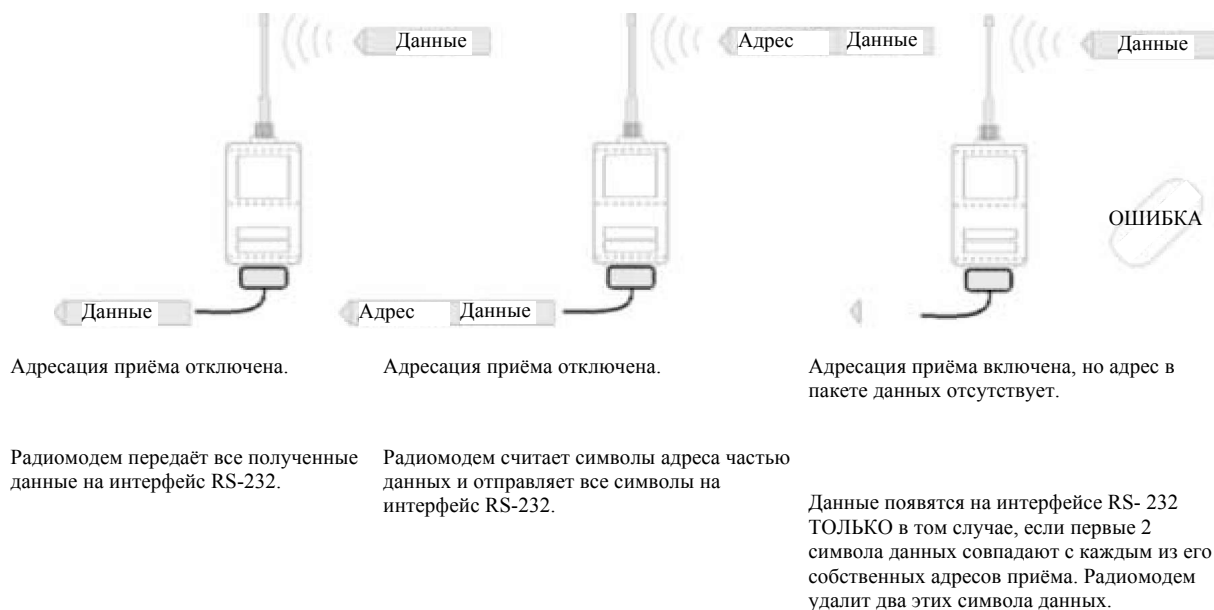 Данные
Адрес Данные
Данные
ОШИБКА
Данные
Адрес Данные
Адресация приёма отключена.
Адресация приёма отключена.
Адресация приёма включена, но адрес в
пакете данных отсутствует.
Радиомодем передаёт все полученные
данные на интерфейс RS-232.
Радиомодем считает символы адреса частью
данных и отправляет все символы на
интерфейс RS-232.
Данные появятся на интерфейсе RS- 232
ТОЛЬКО в том случае, если первые 2
символа данных совпадают с каждым из его
собственных адресов приёма. Радиомодем
удалит два этих символа данных.